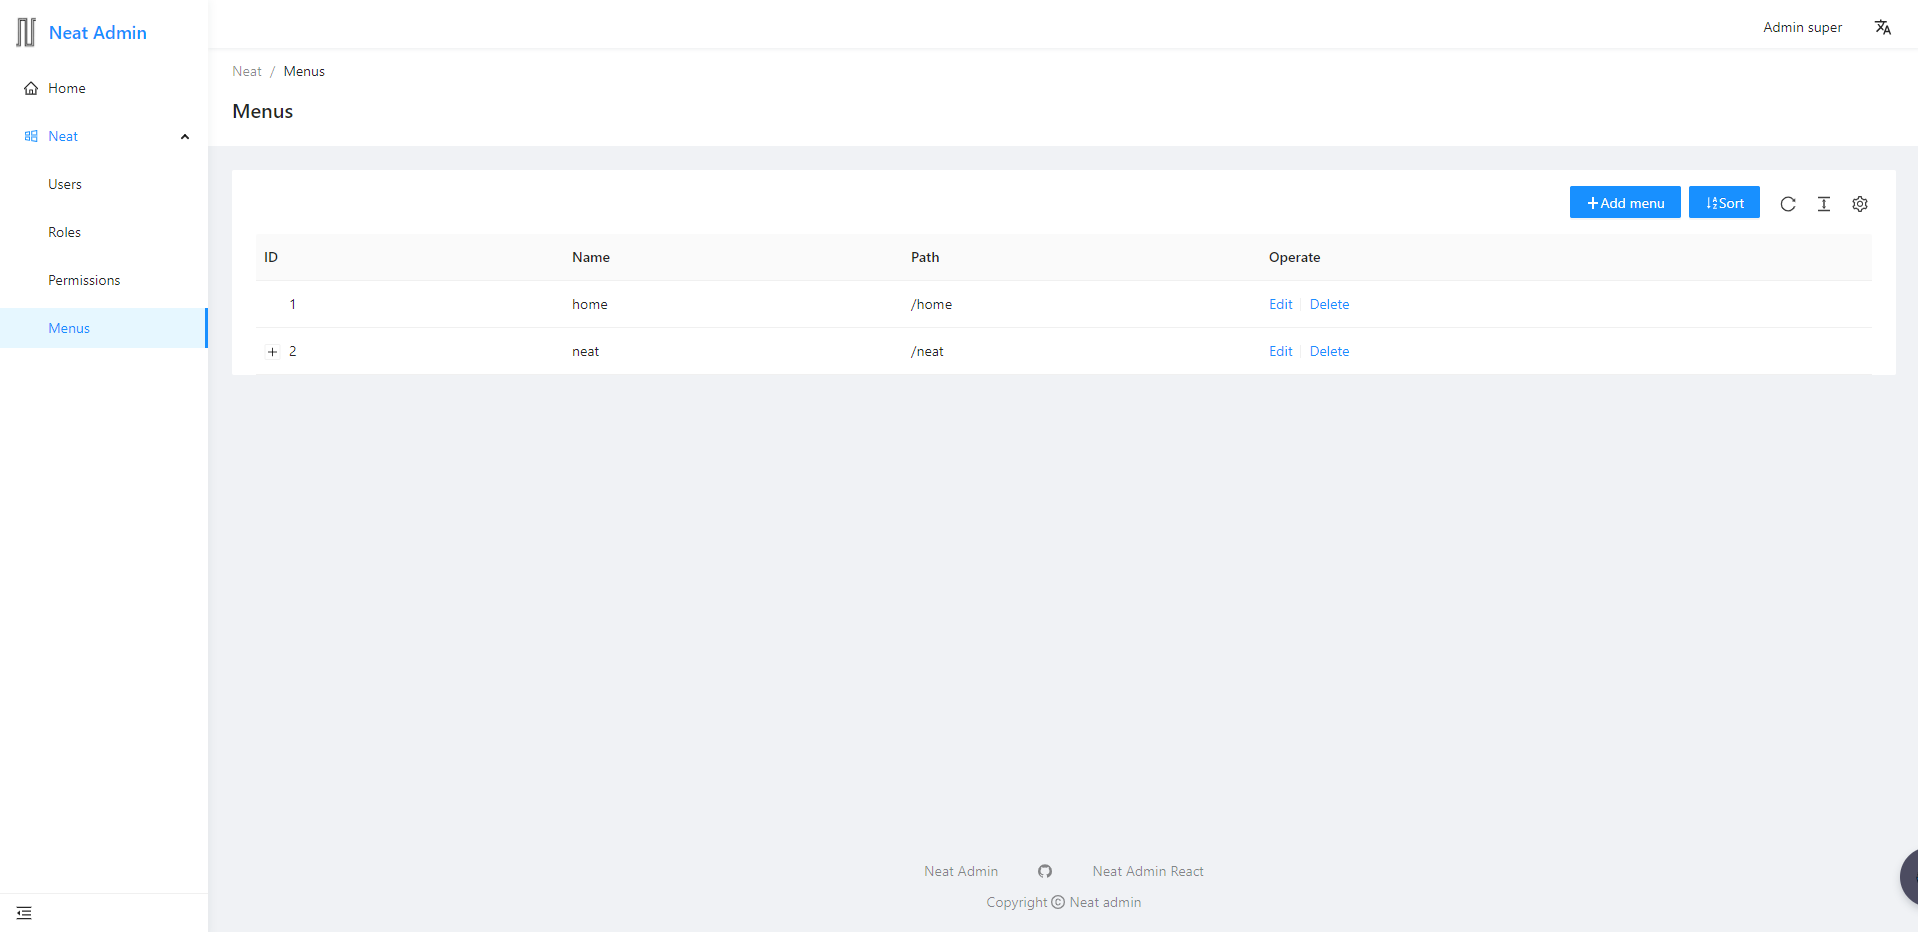 Neat Admin
Admin super
Home
Neat
Users
Roles
Permissions
Menus
Neat / Menus
Menus
Add menu Sort
ID Name Path Operate
1 home /home Edit Delete
2 neat /neat Edit Delete
Neat Admin Neat Admin React
Copyright © Neat admin